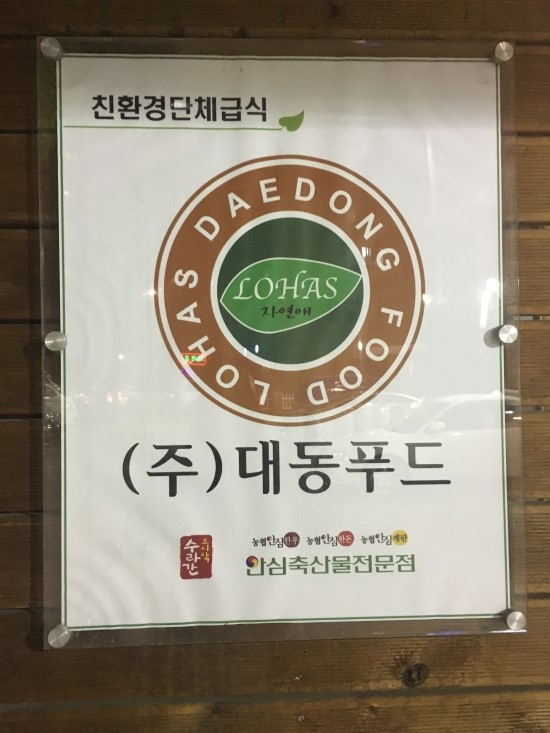 친환경단체급식
LOHAS DAEDONG FOOD
LOHAS
자연애
(주)대동푸드
농협안심한우 농협안심한돈 농협안심계란
수라간
안심축산물전문점